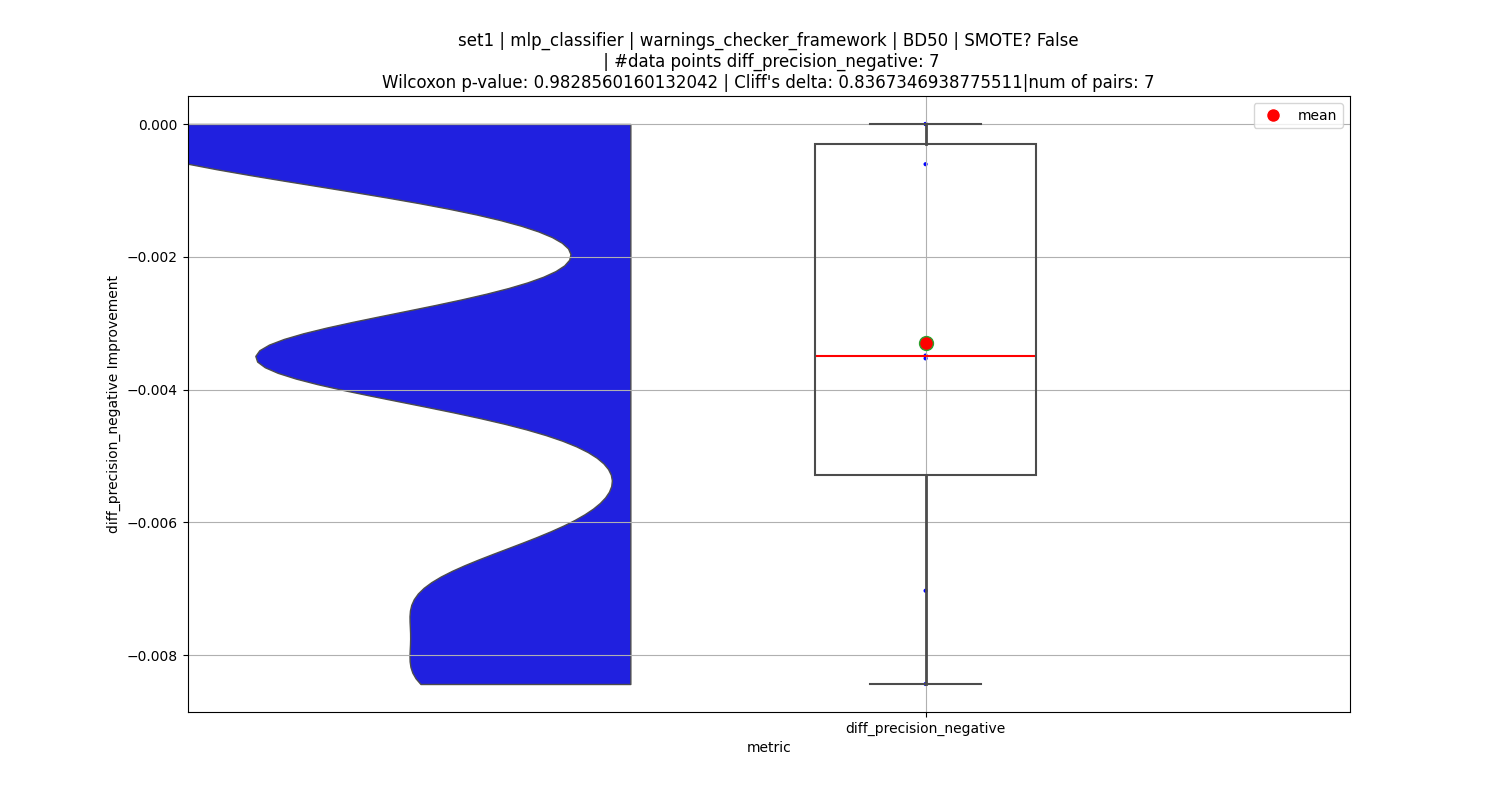 set1 | mlp_classifier | warnings_checker_framework | BD50 | SMOTE? False
| #data points diff_precision_negative: 7
Wilcoxon p-value: 0.9828560160132042 | Cliff's delta: 0.8367346938775511|num of pairs: 7
mean
diff_precision_negative Improvement
0.000
−0.002
−0.004
−0.006
−0.008
diff_precision_negative
metric